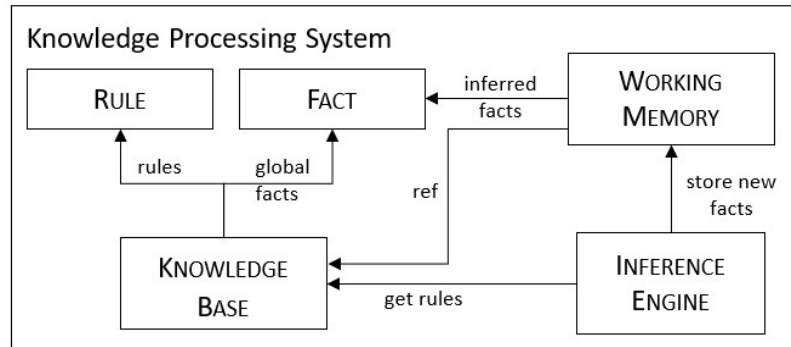 Knowledge Processing System
RULE
FACT
inferred
facts
WORKING
MEMORY
rules
global
facts
ref
store new
facts
KNOWLEDGE
BASE
get rules
INFERENCE
ENGINE